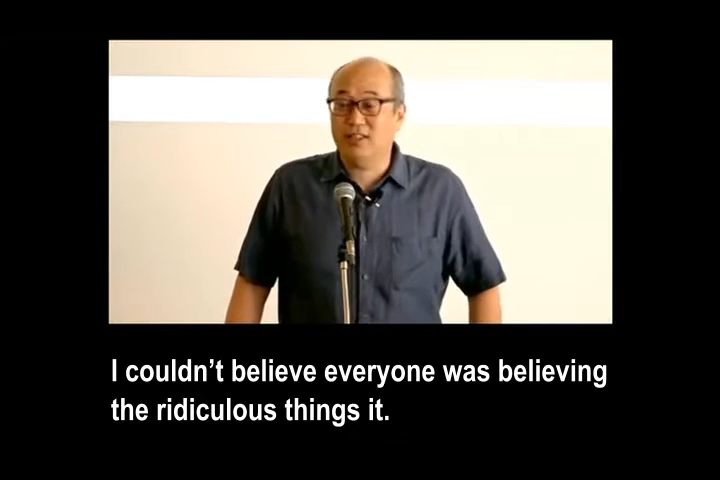 I couldn’t believe everyone was believing
the ridiculous things it.